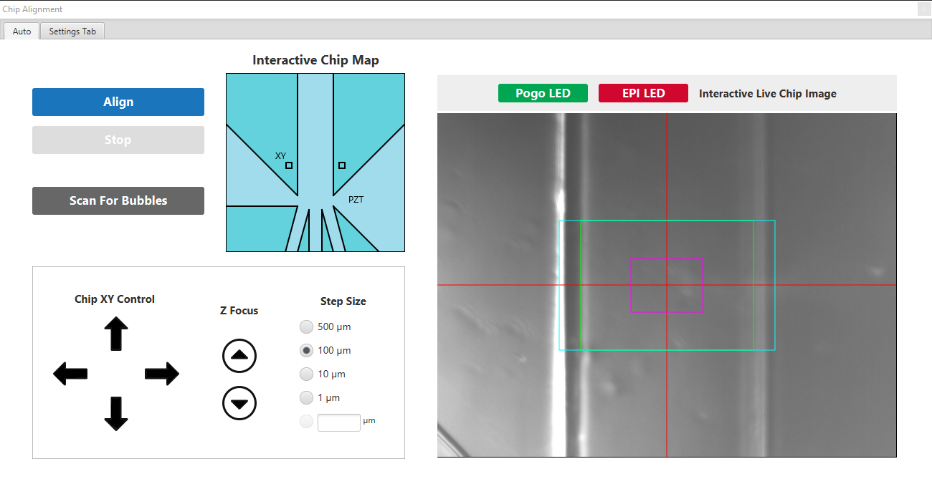 Chip Alignment
Auto
Settings Tab
Align
Stop
Scan For Bubbles
Interactive Chip Map
XY
PZT
Pogo LED
EPI LED
Interactive Live Chip Image
Chip XY Control
Z Focus
Step Size
500 µm
100 µm
10 µm
1 µm
µm